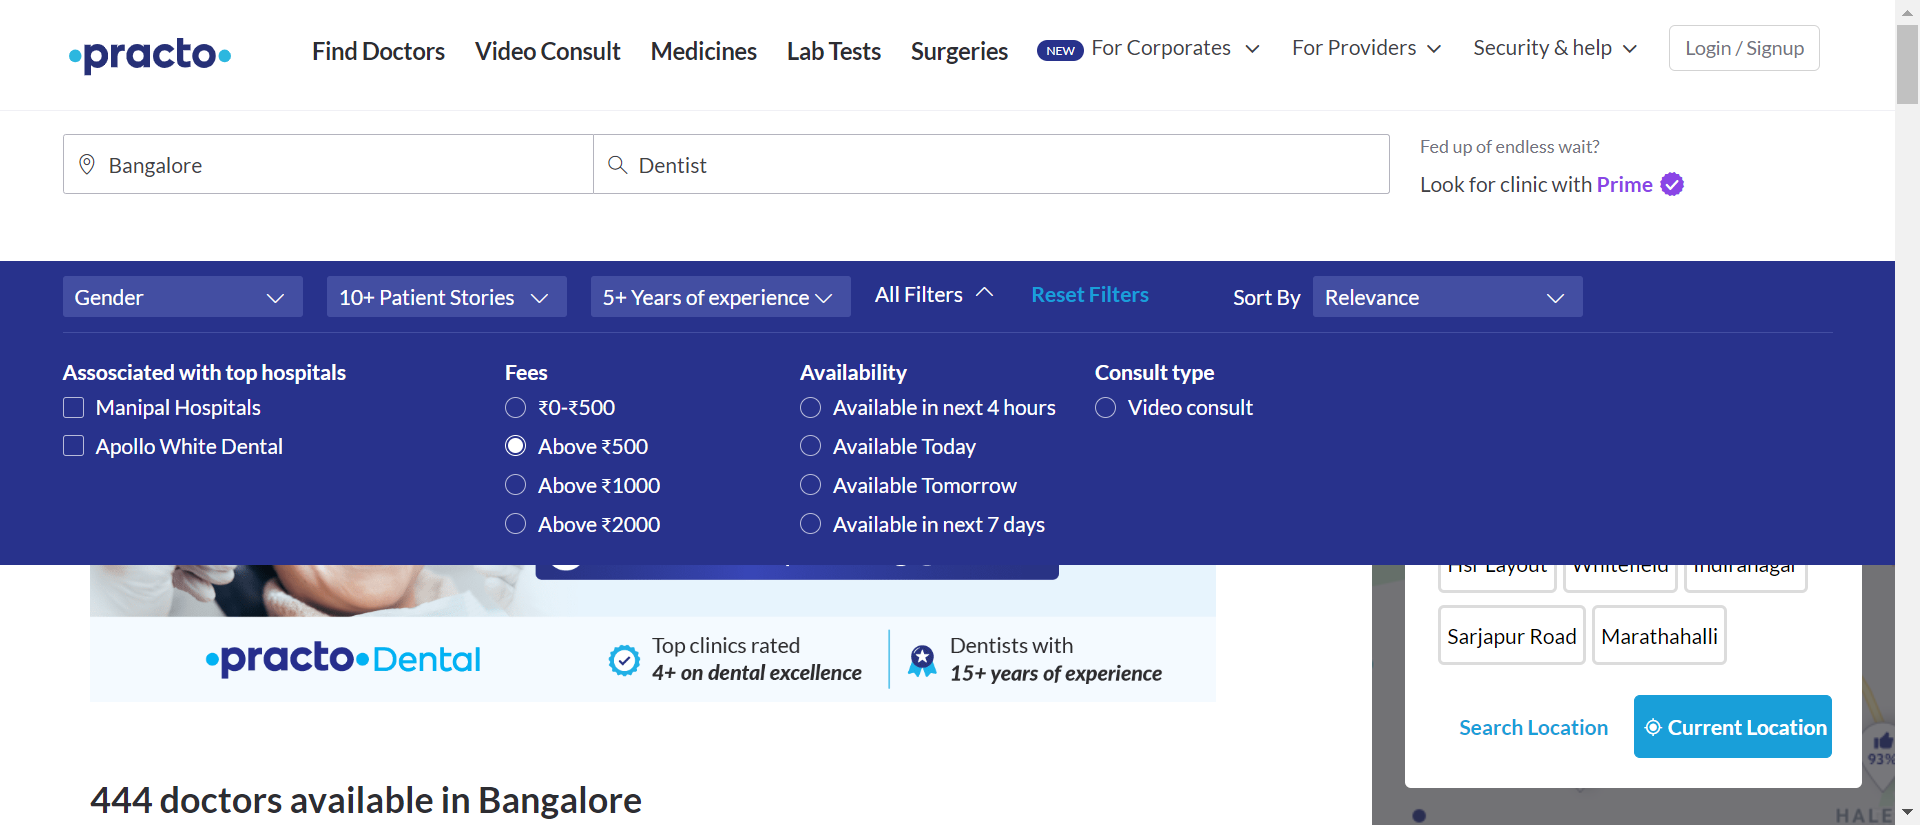 practo
Find Doctors
Video Consult
Medicines
Lab Tests
Surgeries
NEW
For Corporates
For Providers
Security & help
Login / Signup
Bangalore
Dentist
Fed up of endless wait?
Look for clinic with Prime
Gender
10+ Patient Stories
5+ Years of experience
All Filters
Reset Filters
Sort By
Relevance
Assosciated with top hospitals
Manipal Hospitals
Apollo White Dental
Fees
₹0-₹500
Above ₹500
Above ₹1000
Above ₹2000
Availability
Available in next 4 hours
Available Today
Available Tomorrow
Available in next 7 days
Consult type
Video consult
Hsr Layout
Whitefield
Indiranagar
Sarjapur Road
Marathahalli
practo Dental
Top clinics rated
4+ on dental excellence
Dentists with
15+ years of experience
Search Location
Current Location
93%
HALE
444 doctors available in Bangalore